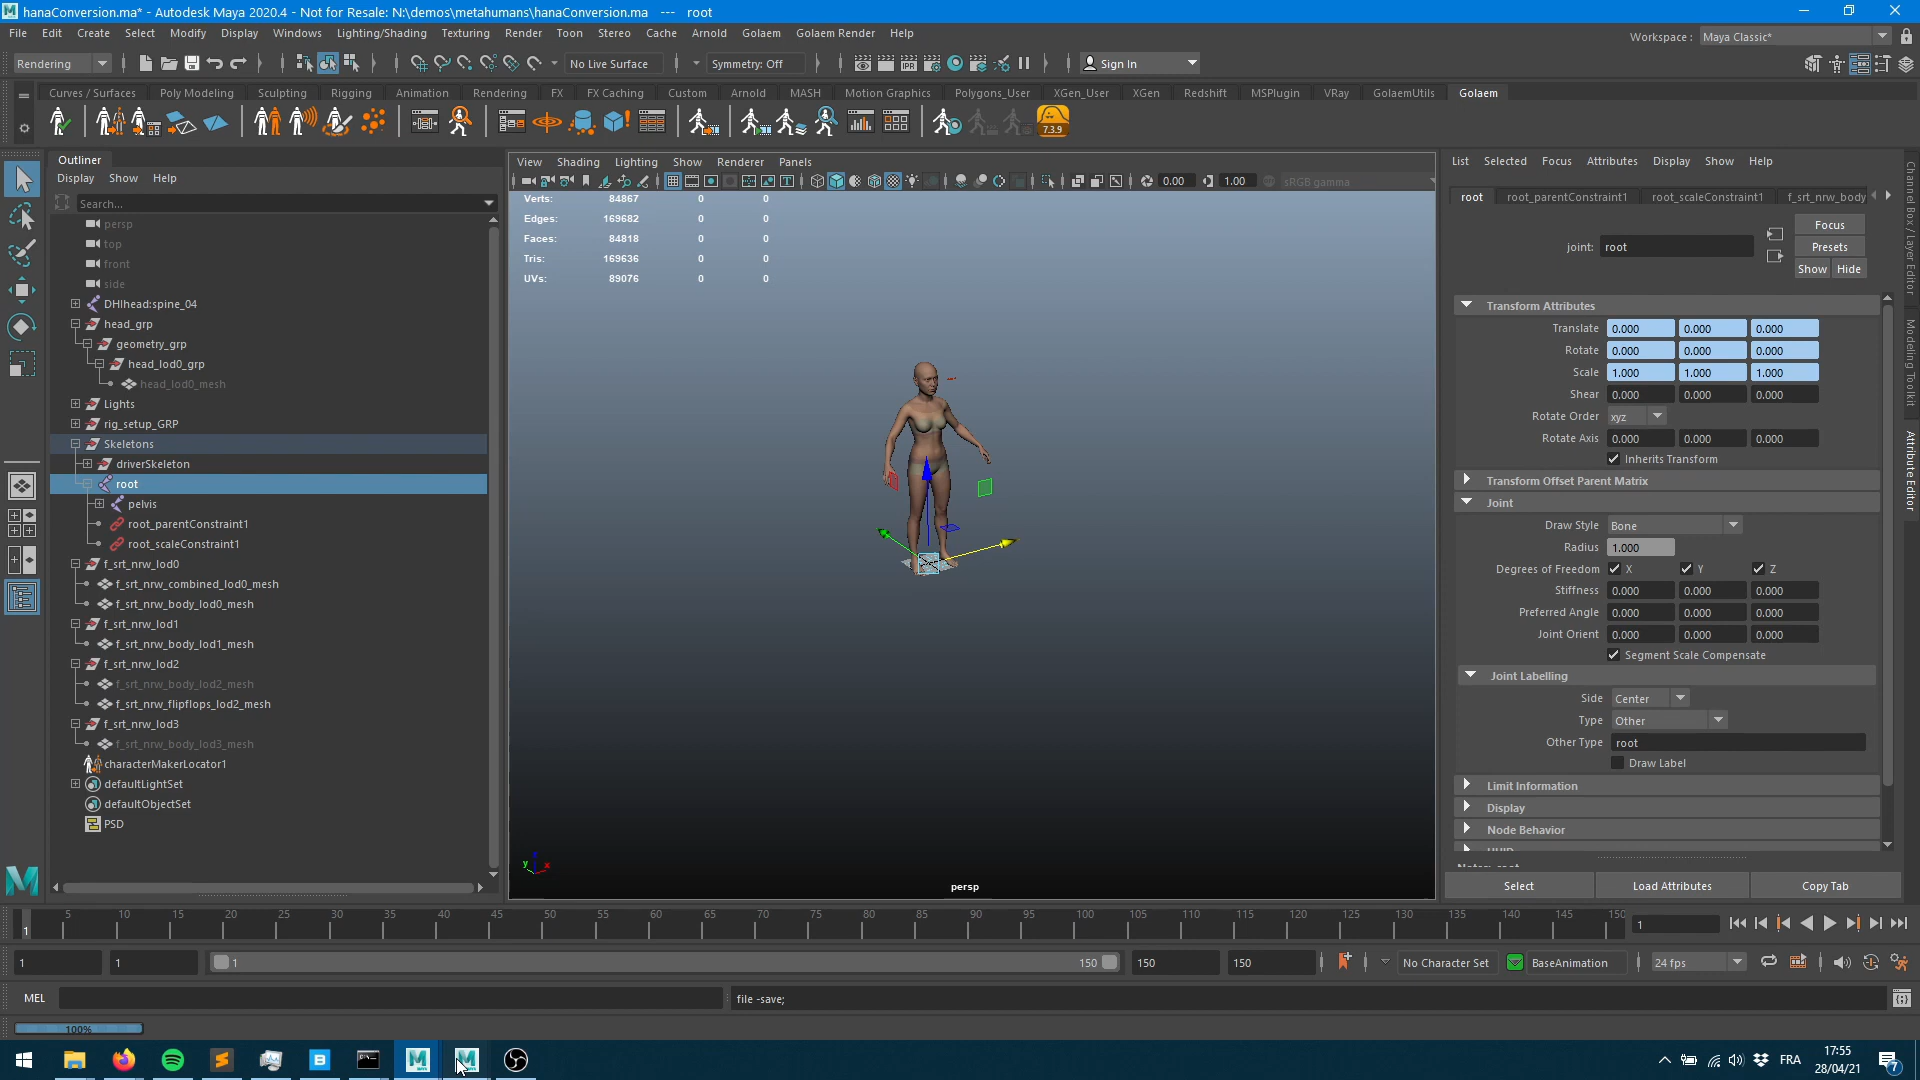 hanaConversion.ma* - Autodesk Maya 2020.4 - Not for Resale: N:\demos\metahumans\hanaConversion.ma --- root
File Edit Create Select Modify Display Windows Lighting/Shading Texturing Render Toon Stereo Cache Arnold Golaem Golaem Render Help
Workspace : Maya Classic*
Rendering No Live Surface Symmetry: Off Sign In
Curves / Surfaces Poly Modeling Sculpting Rigging Animation Rendering FX FX Caching Custom Arnold MASH Motion Graphics Polygons_User XGen_User XGen Redshift MSPlugin VRay GolaemUtils Golaem
IPR
7.3.9
Outliner
Display Show Help
Search...
persp
top
front
side
DHIhead:spine_04
head_grp
geometry_grp
head_lod0_grp
head_lod0_mesh
Lights
rig_setup_GRP
Skeletons
driverSkeleton
root
pelvis
root_parentConstraint1
root_scaleConstraint1
f_srt_nrw_lod0
f_srt_nrw_combined_lod0_mesh
f_srt_nrw_body_lod0_mesh
f_srt_nrw_lod1
f_srt_nrw_body_lod1_mesh
f_srt_nrw_lod2
f_srt_nrw_body_lod2_mesh
f_srt_nrw_flipflops_lod2_mesh
f_srt_nrw_lod3
f_srt_nrw_body_lod3_mesh
characterMakerLocator1
defaultLightSet
defaultObjectSet
PSD
View Shading Lighting Show Renderer Panels
0.00 1.00 sRGB gamma
Verts: 84867 0 0
Edges: 169682 0 0
Faces: 84818 0 0
Tris: 169636 0 0
UVs: 89076 0 0
y x
persp
List Selected Focus Attributes Display Show Help
root root_parentConstraint1 root_scaleConstraint1 f_srt_nrw_body
joint: root
Focus
Presets
Show Hide
Transform Attributes
Translate 0.000 0.000 0.000
Rotate 0.000 0.000 0.000
Scale 1.000 1.000 1.000
Shear 0.000 0.000 0.000
Rotate Order xyz
Rotate Axis 0.000 0.000 0.000
Inherits Transform
Transform Offset Parent Matrix
Joint
Draw Style Bone
Radius 1.000
Degrees of Freedom X Y Z
Stiffness 0.000 0.000 0.000
Preferred Angle 0.000 0.000 0.000
Joint Orient 0.000 0.000 0.000
Segment Scale Compensate
Joint Labelling
Side Center
Type Other
Other Type root
Draw Label
Limit Information
Display
Node Behavior
Select Load Attributes Copy Tab
Channel Box / Layer Editor
Modeling Toolkit
Attribute Editor
5 10 15 20 25 30 35 40 45 50 55 60 65 70 75 80 85 90 95 100 105 110 115 120 125 130 135 140 145 150
1
1
1 1 1 150 150 150 No Character Set BaseAnimation 24 fps
MEL file -save;
100%
FRA
17:55
28/04/21
7